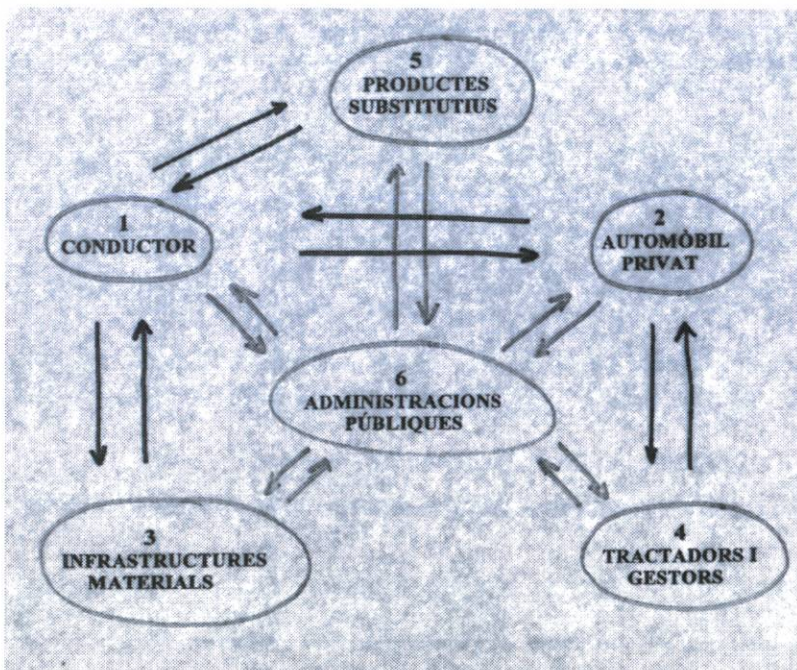 5
PRODUCTES
SUBSTITUTIUS
1
CONDUCTOR
2
AUTOMÒBIL
PRIVAT
6
ADMINISTRACIONS
PÚBLIQUES
3
INFRASTRUCTURES
MATERIALS
4
TRACTADORS I
GESTORS